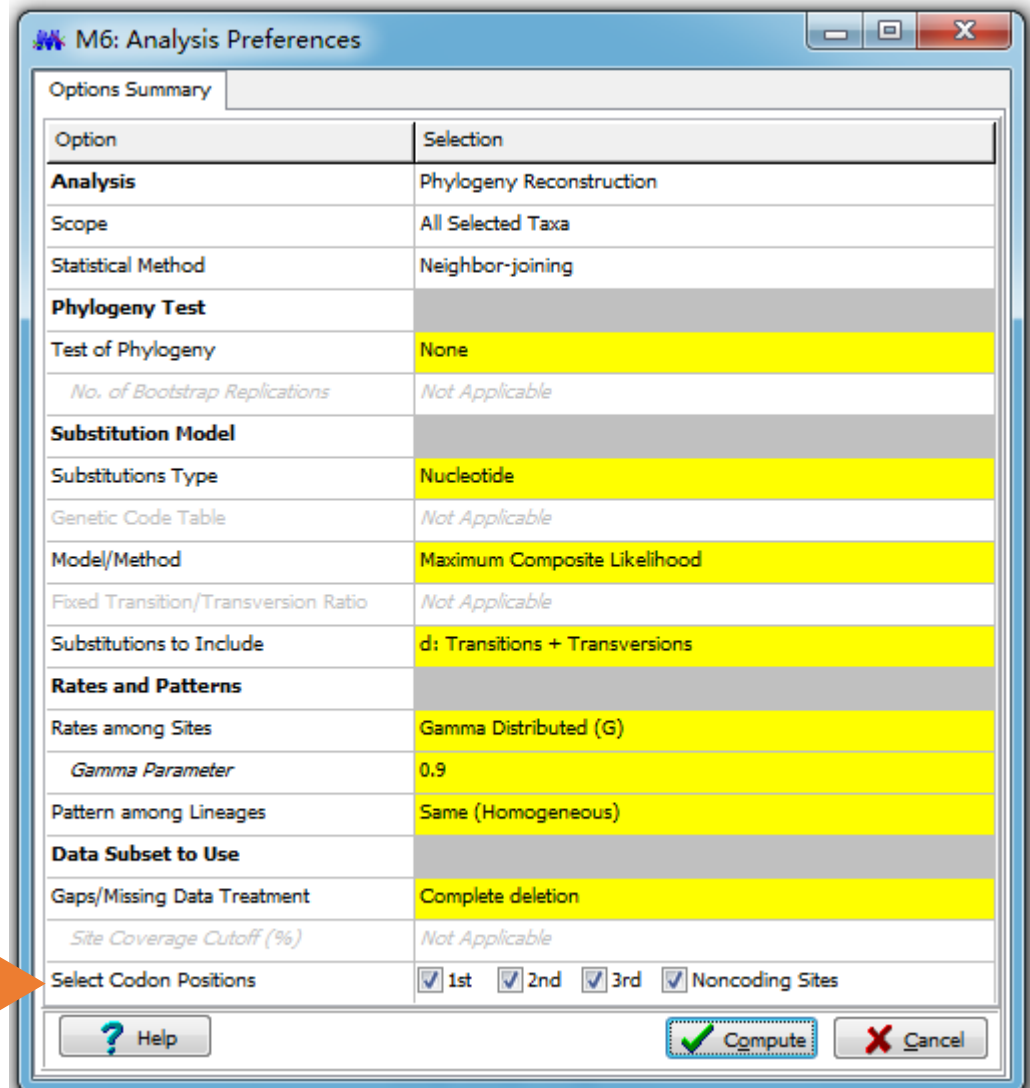 M6: Analysis Preferences
Options Summary
Option Selection
Analysis Phylogeny Reconstruction
Scope All Selected Taxa
Statistical Method Neighbor-joining
Phylogeny Test
Test of Phylogeny None
No. of Bootstrap Replications Not Applicable
Substitution Model
Substitutions Type Nucleotide
Genetic Code Table Not Applicable
Model/Method Maximum Composite Likelihood
Fixed Transition/Transversion Ratio Not Applicable
Substitutions to Include d: Transitions + Transversions
Rates and Patterns
Rates among Sites Gamma Distributed (G)
Gamma Parameter 0.9
Pattern among Lineages Same (Homogeneous)
Data Subset to Use
Gaps/Missing Data Treatment Complete deletion
Site Coverage Cutoff (%) Not Applicable
Select Codon Positions 1st 2nd 3rd Noncoding Sites
Help Compute Cancel